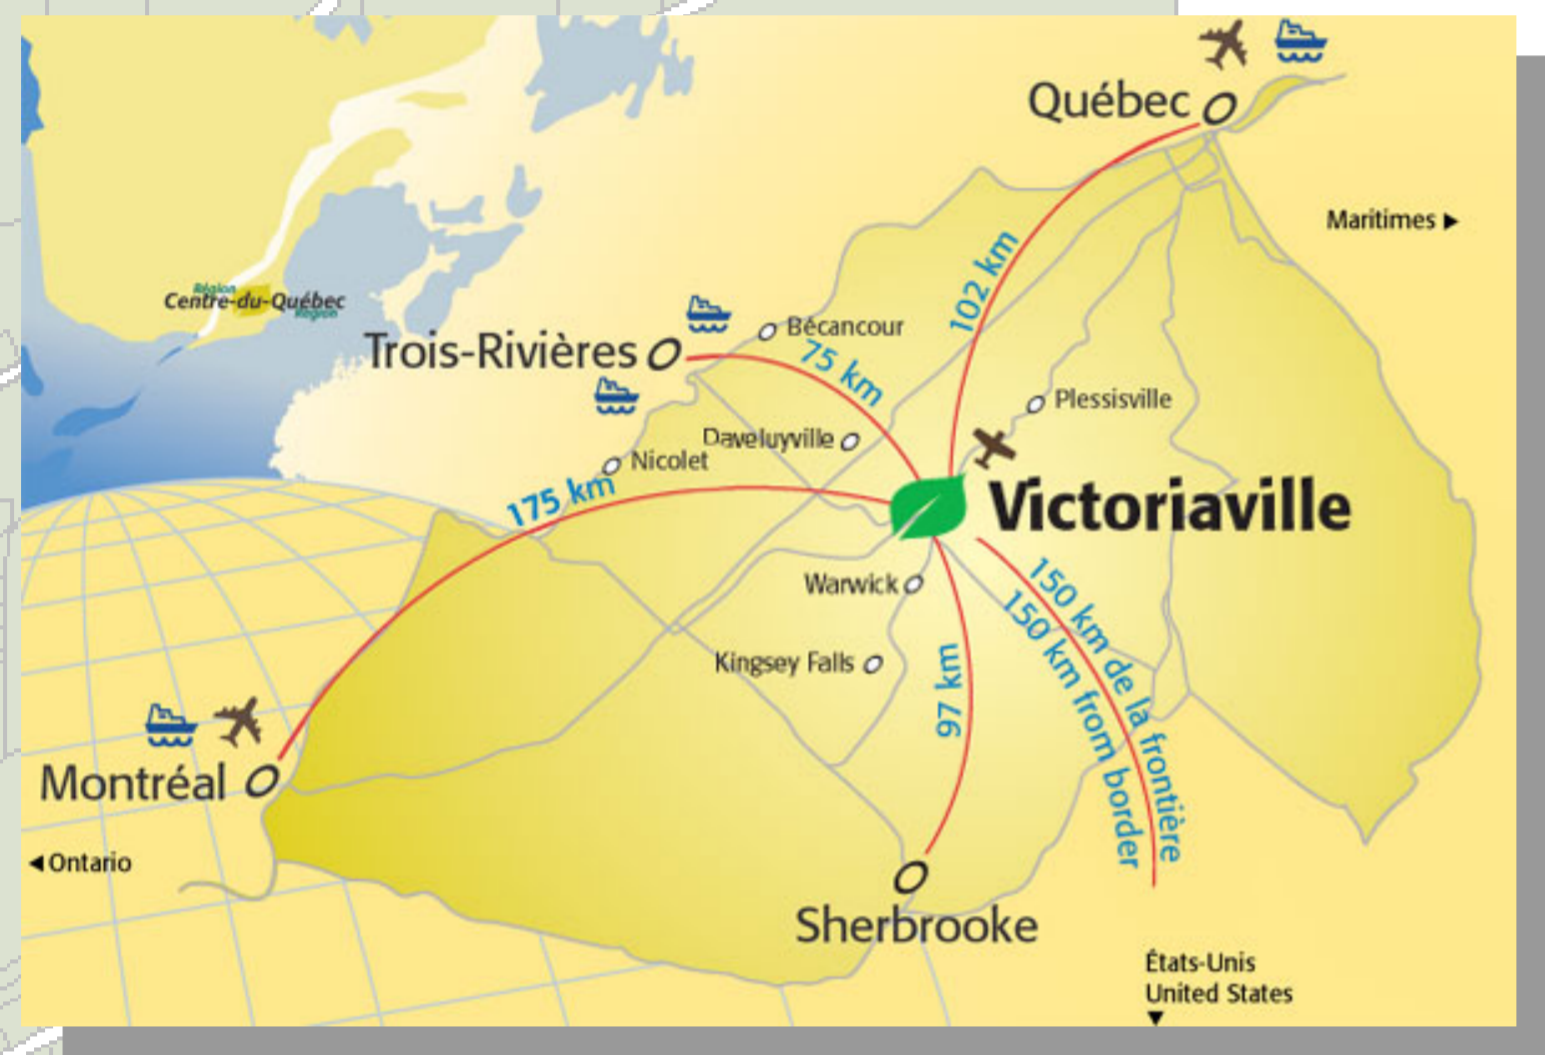 Québec
Maritimes
102 km
Région
Centre-du-Québec
Région
Trois-Rivières
Bécancour
75 km
Plessisville
Daveluyville
Nicolet
175 km
Victoriaville
Warwick
150 km de la frontière
150 km from border
Kingsey Falls
97 km
Montréal
Ontario
Sherbrooke
États-Unis
United States